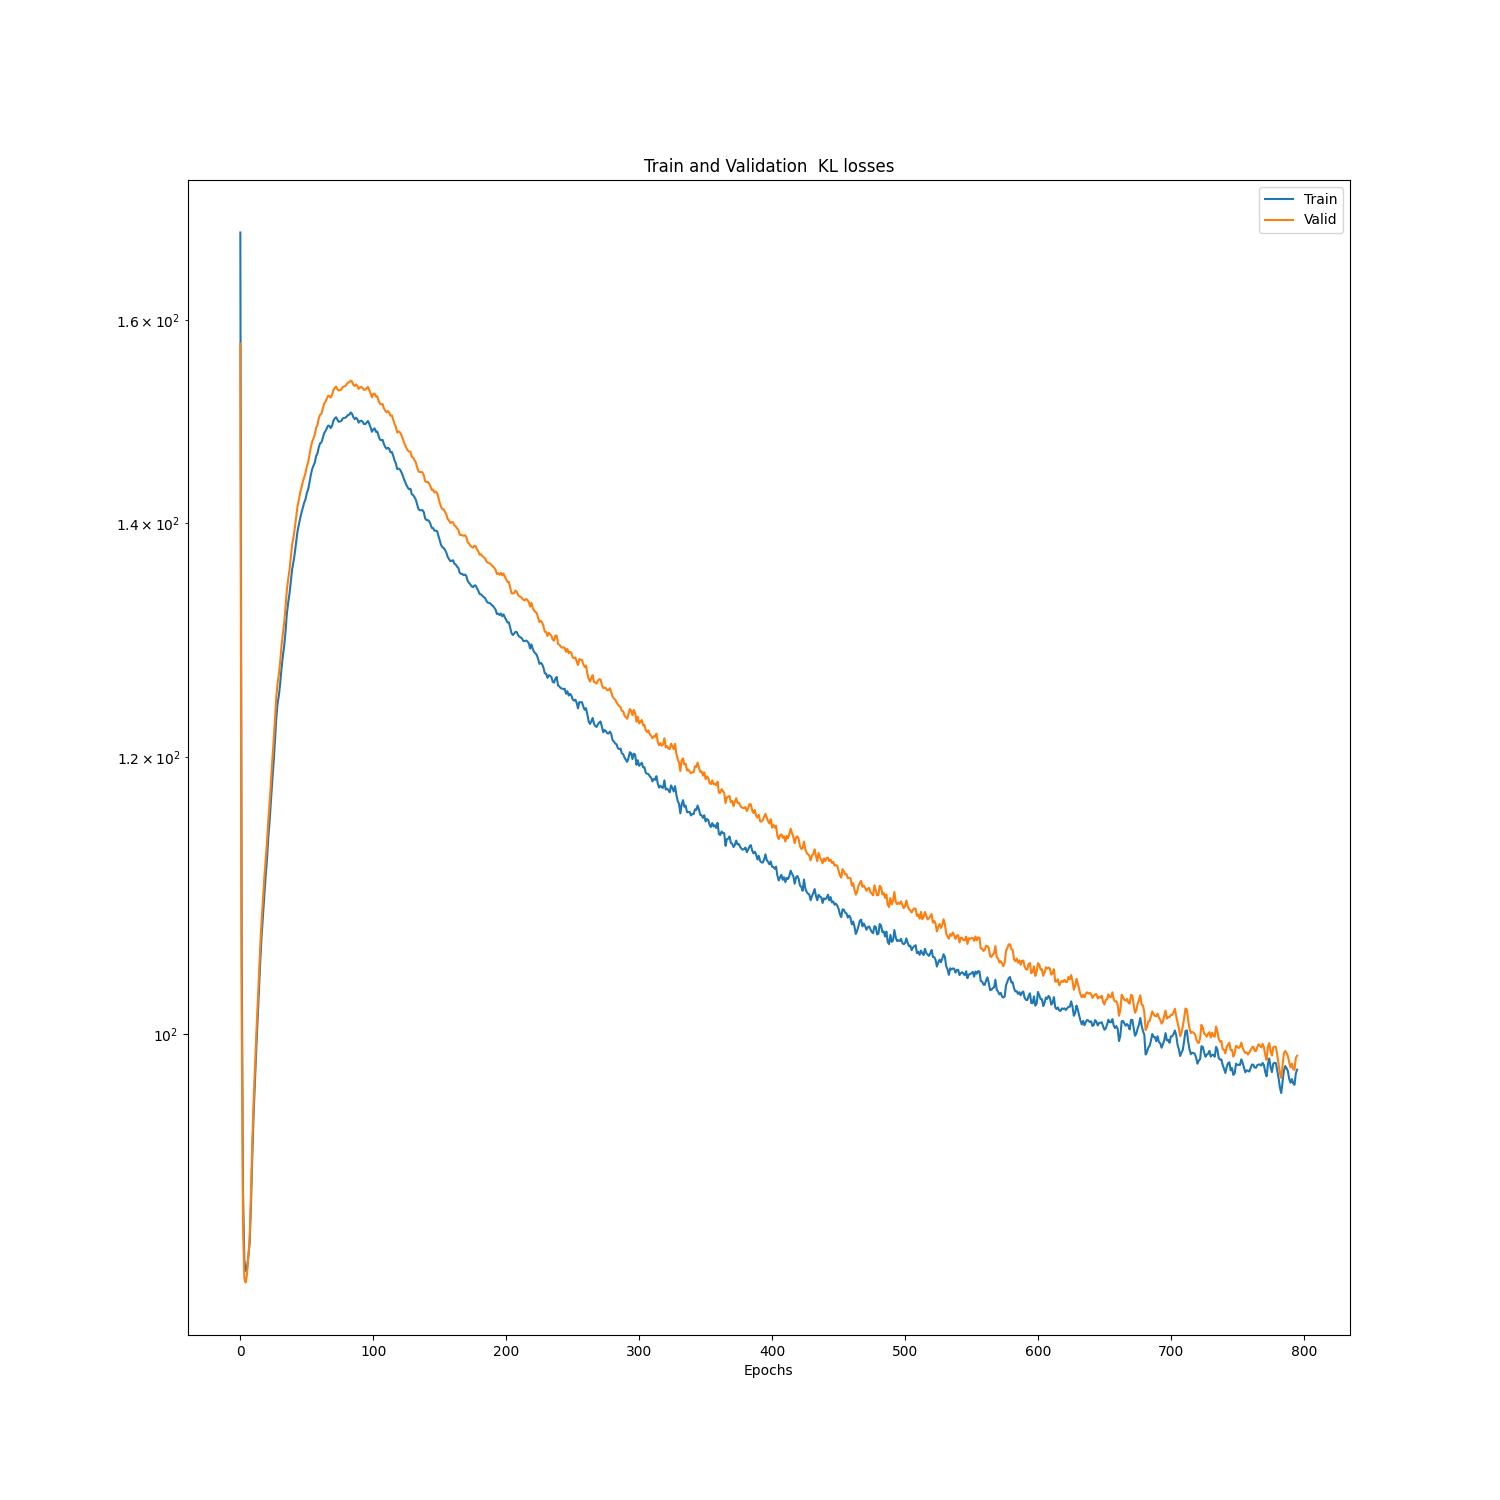 Train and Validation  KL losses
Train
Valid
1.6 × 10²
1.4 × 10²
1.2 × 10²
10²
0 100 200 300 400 500 600 700 800
Epochs